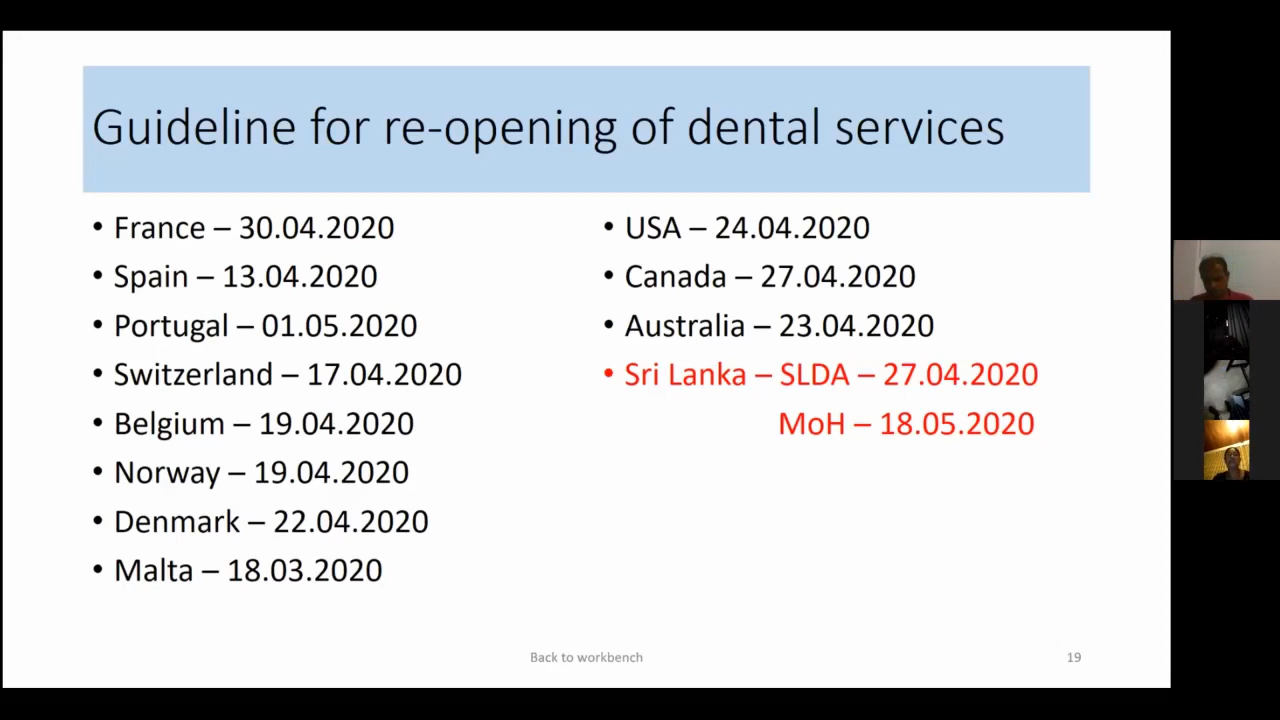 Guideline for re-opening of dental services
• France – 30.04.2020
• Spain – 13.04.2020
• Portugal – 01.05.2020
• Switzerland – 17.04.2020
• Belgium – 19.04.2020
• Norway – 19.04.2020
• Denmark – 22.04.2020
• Malta – 18.03.2020
• USA – 24.04.2020
• Canada – 27.04.2020
• Australia – 23.04.2020
• Sri Lanka – SLDA – 27.04.2020
MoH – 18.05.2020
Back to workbench
19